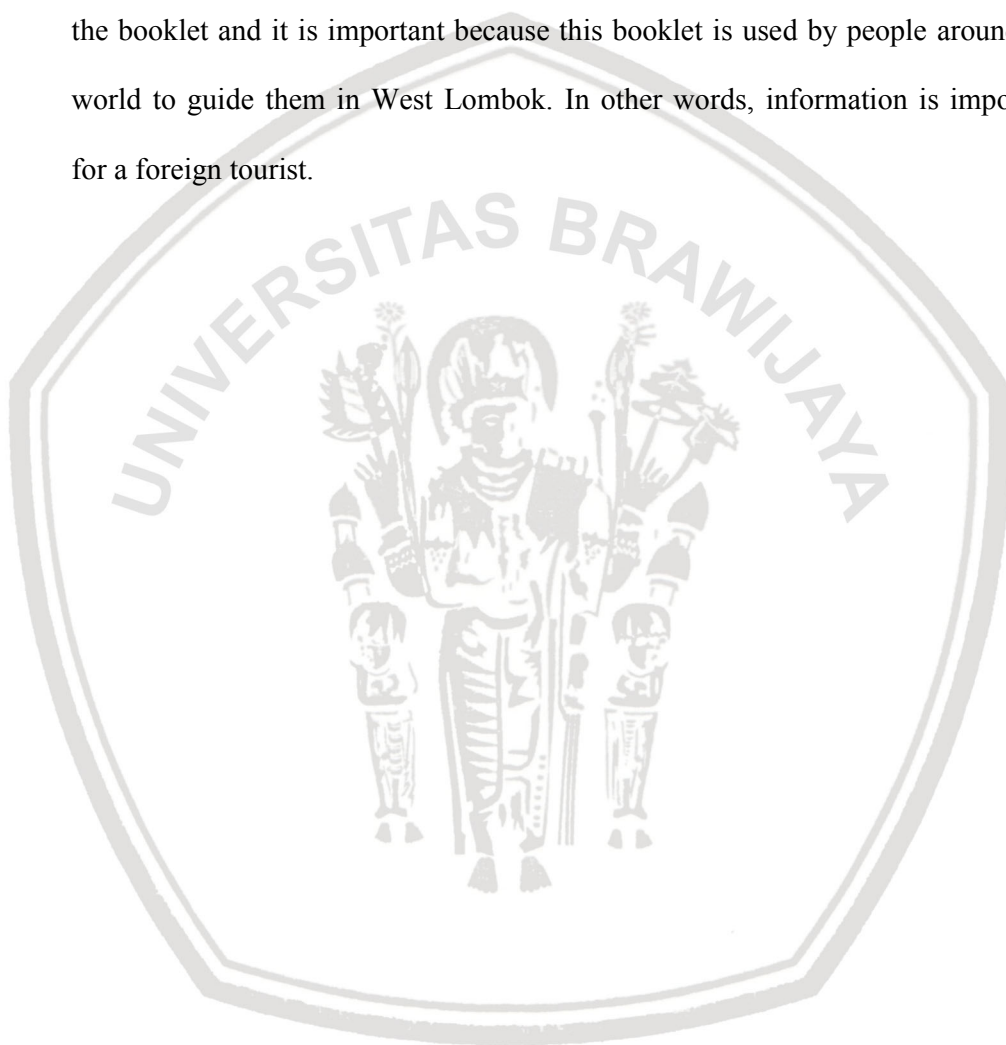 the booklet and it is important because this booklet is used by people aroun
world to guide them in West Lombok. In other words, information is impo
for a foreign tourist.
UNIVERSITAS BRAWIJAYA